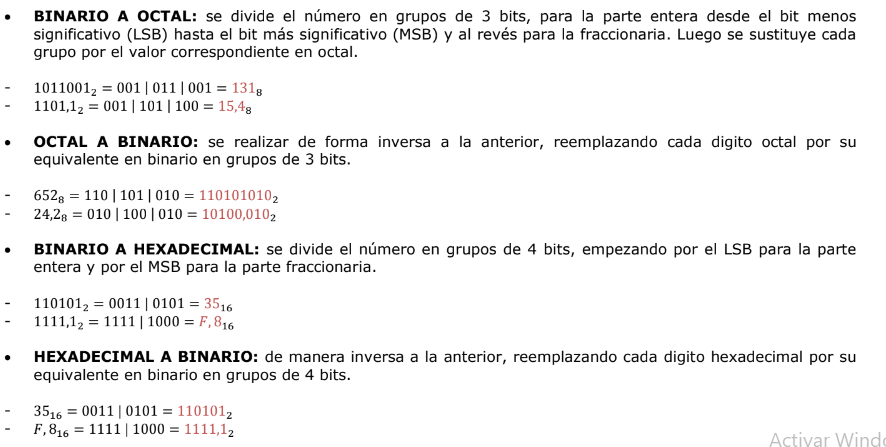 • BINARIO A OCTAL: se divide el número en grupos de 3 bits, para la parte entera desde el bit menos
significativo (LSB) hasta el bit más significativo (MSB) y al revés para la fraccionaria. Luego se sustituye cada
grupo por el valor correspondiente en octal.
- 1011001₂ = 001 | 011 | 001 = 131₈
- 1101,1₂ = 001 | 101 | 100 = 15,4₈
• OCTAL A BINARIO: se realizar de forma inversa a la anterior, reemplazando cada digito octal por su
equivalente en binario en grupos de 3 bits.
- 652₈ = 110 | 101 | 010 = 110101010₂
- 24,2₈ = 010 | 100 | 010 = 10100,010₂
• BINARIO A HEXADECIMAL: se divide el número en grupos de 4 bits, empezando por el LSB para la parte
entera y por el MSB para la parte fraccionaria.
- 110101₂ = 0011 | 0101 = 35₁₆
- 1111,1₂ = 1111 | 1000 = F,8₁₆
• HEXADECIMAL A BINARIO: de manera inversa a la anterior, reemplazando cada digito hexadecimal por su
equivalente en binario en grupos de 4 bits.
- 35₁₆ = 0011 | 0101 = 110101₂
- F,8₁₆ = 1111 | 1000 = 1111,1₂
Activar Windo